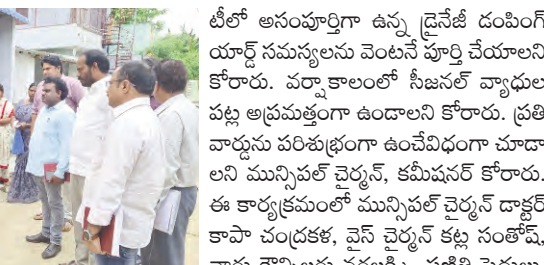 టీలో అసంపూర్తిగా ఉన్న డ్రైనేజీ డంపింగ్
యార్డ్ సమస్యలను వెంటనే పూర్తి చేయాలని
కోరారు. వర్షాకాలంలో సీజనల్ వ్యాధుల
పట్ల అప్రమత్తంగా ఉండాలని కోరారు. ప్రతి
వార్డును పరిశుభ్రంగా ఉంచేవిధంగా చూడా
లని మున్సిపల్ చైర్మన్, కమీషనర్ కోరారు.
ఈ కార్యక్రమంలో మున్సిపల్ చైర్మన్ డాక్టర్
కాపా చంద్రకళ, వైస్ చైర్మన్ కట్ల సంతోష్,